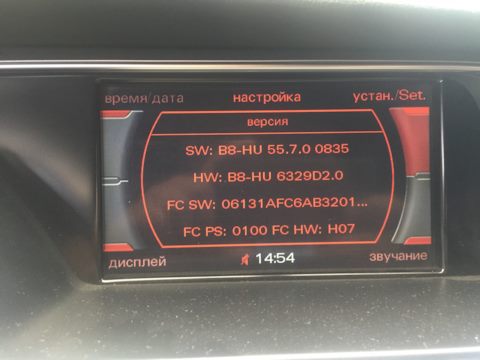 время/дата настройка устан./Set.
версия
SW: B8-HU 55.7.0 0835
HW: B8-HU 6329D2.0
FC SW: 06131AFC6AB3201...
FC PS: 0100 FC HW: H07
дисплей 14:54 звучание